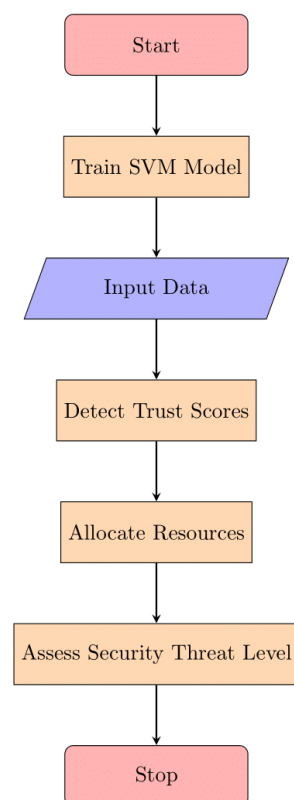 Start
Train SVM Model
Input Data
Detect Trust Scores
Allocate Resources
Assess Security Threat Level
Stop